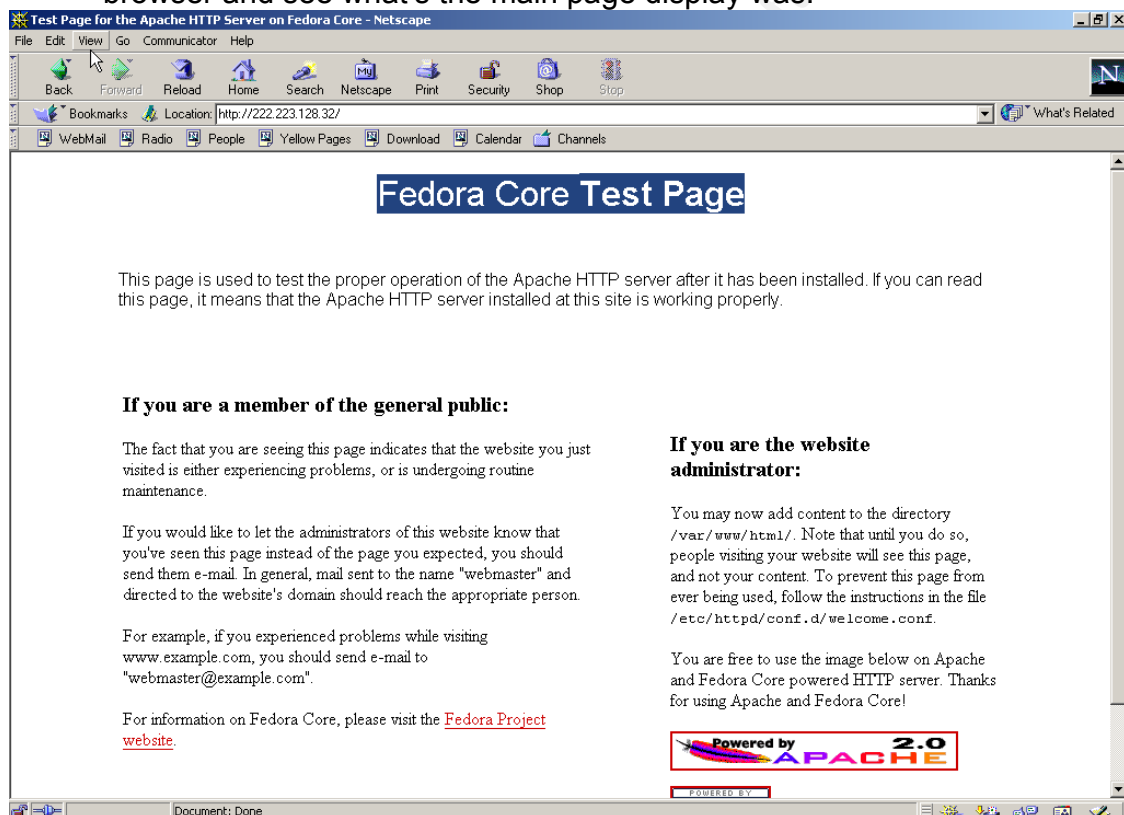 browser and see what's the main page display was.
Test Page for the Apache HTTP Server on Fedora Core - Netscape
File Edit View Go Communicator Help
Back Forward Reload Home Search Netscape Print Security Shop Stop
Bookmarks Location: http://222.223.128.32/ What's Related
WebMail Radio People Yellow Pages Download Calendar Channels
Fedora Core Test Page
This page is used to test the proper operation of the Apache HTTP server after it has been installed. If you can read
this page, it means that the Apache HTTP server installed at this site is working properly.
If you are a member of the general public:
The fact that you are seeing this page indicates that the website you just
visited is either experiencing problems, or is undergoing routine
maintenance.
If you would like to let the administrators of this website know that
you've seen this page instead of the page you expected, you should
send them e-mail. In general, mail sent to the name "webmaster" and
directed to the website's domain should reach the appropriate person.
For example, if you experienced problems while visiting
www.example.com, you should send e-mail to
"webmaster@example.com".
For information on Fedora Core, please visit the Fedora Project
website.
If you are the website
administrator:
You may now add content to the directory
/var/www/html/. Note that until you do so,
people visiting your website will see this page,
and not your content. To prevent this page from
ever being used, follow the instructions in the file
/etc/httpd/conf.d/welcome.conf.
You are free to use the image below on Apache
and Fedora Core powered HTTP server. Thanks
for using Apache and Fedora Core!
Powered by 2.0
APACHE
POWERED BY
Document: Done